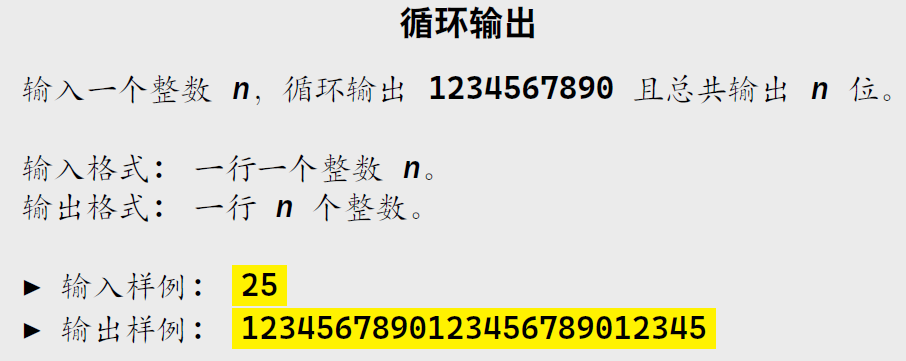 循环输出
输入一个整数 n，循环输出 1234567890 且总共输出 n 位。
输入格式： 一行一个整数 n。
输出格式： 一行 n 个整数。
▶ 输入样例： 25
▶ 输出样例： 1234567890123456789012345